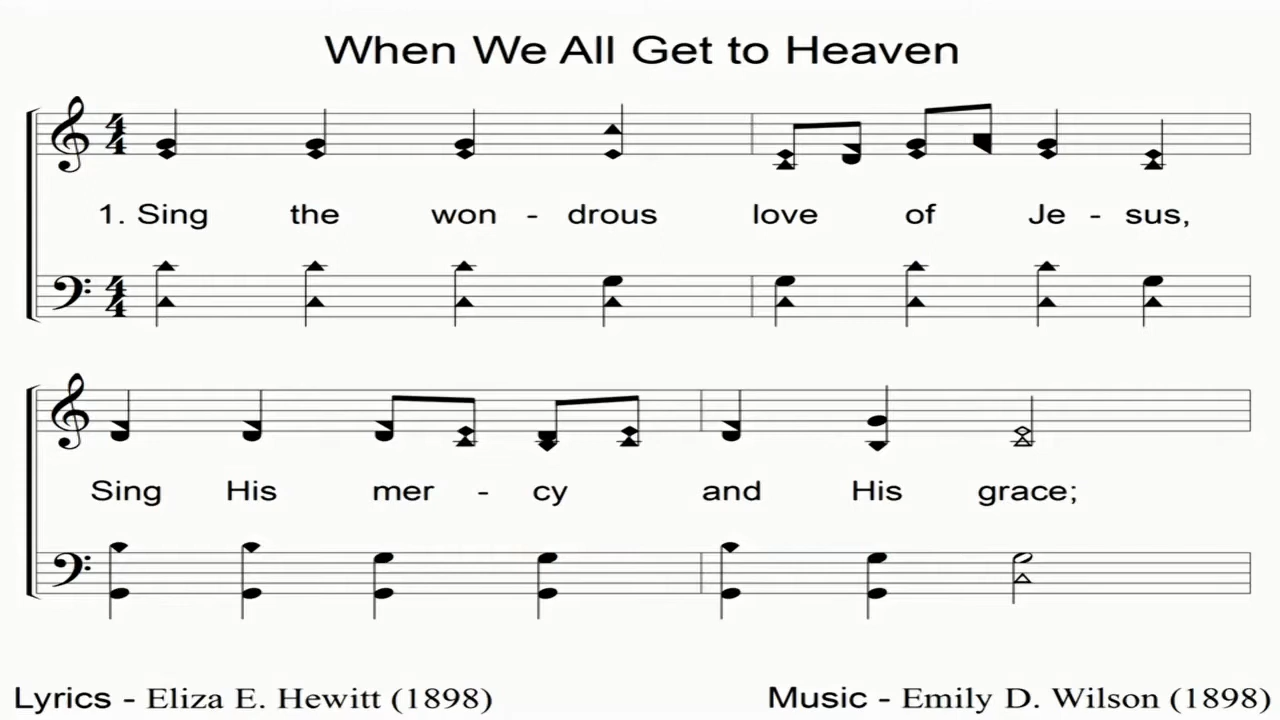 When We All Get to Heaven
1. Sing the won - drous love of Je - sus,
Sing His mer - cy and His grace;
Lyrics - Eliza E. Hewitt (1898) Music - Emily D. Wilson (1898)